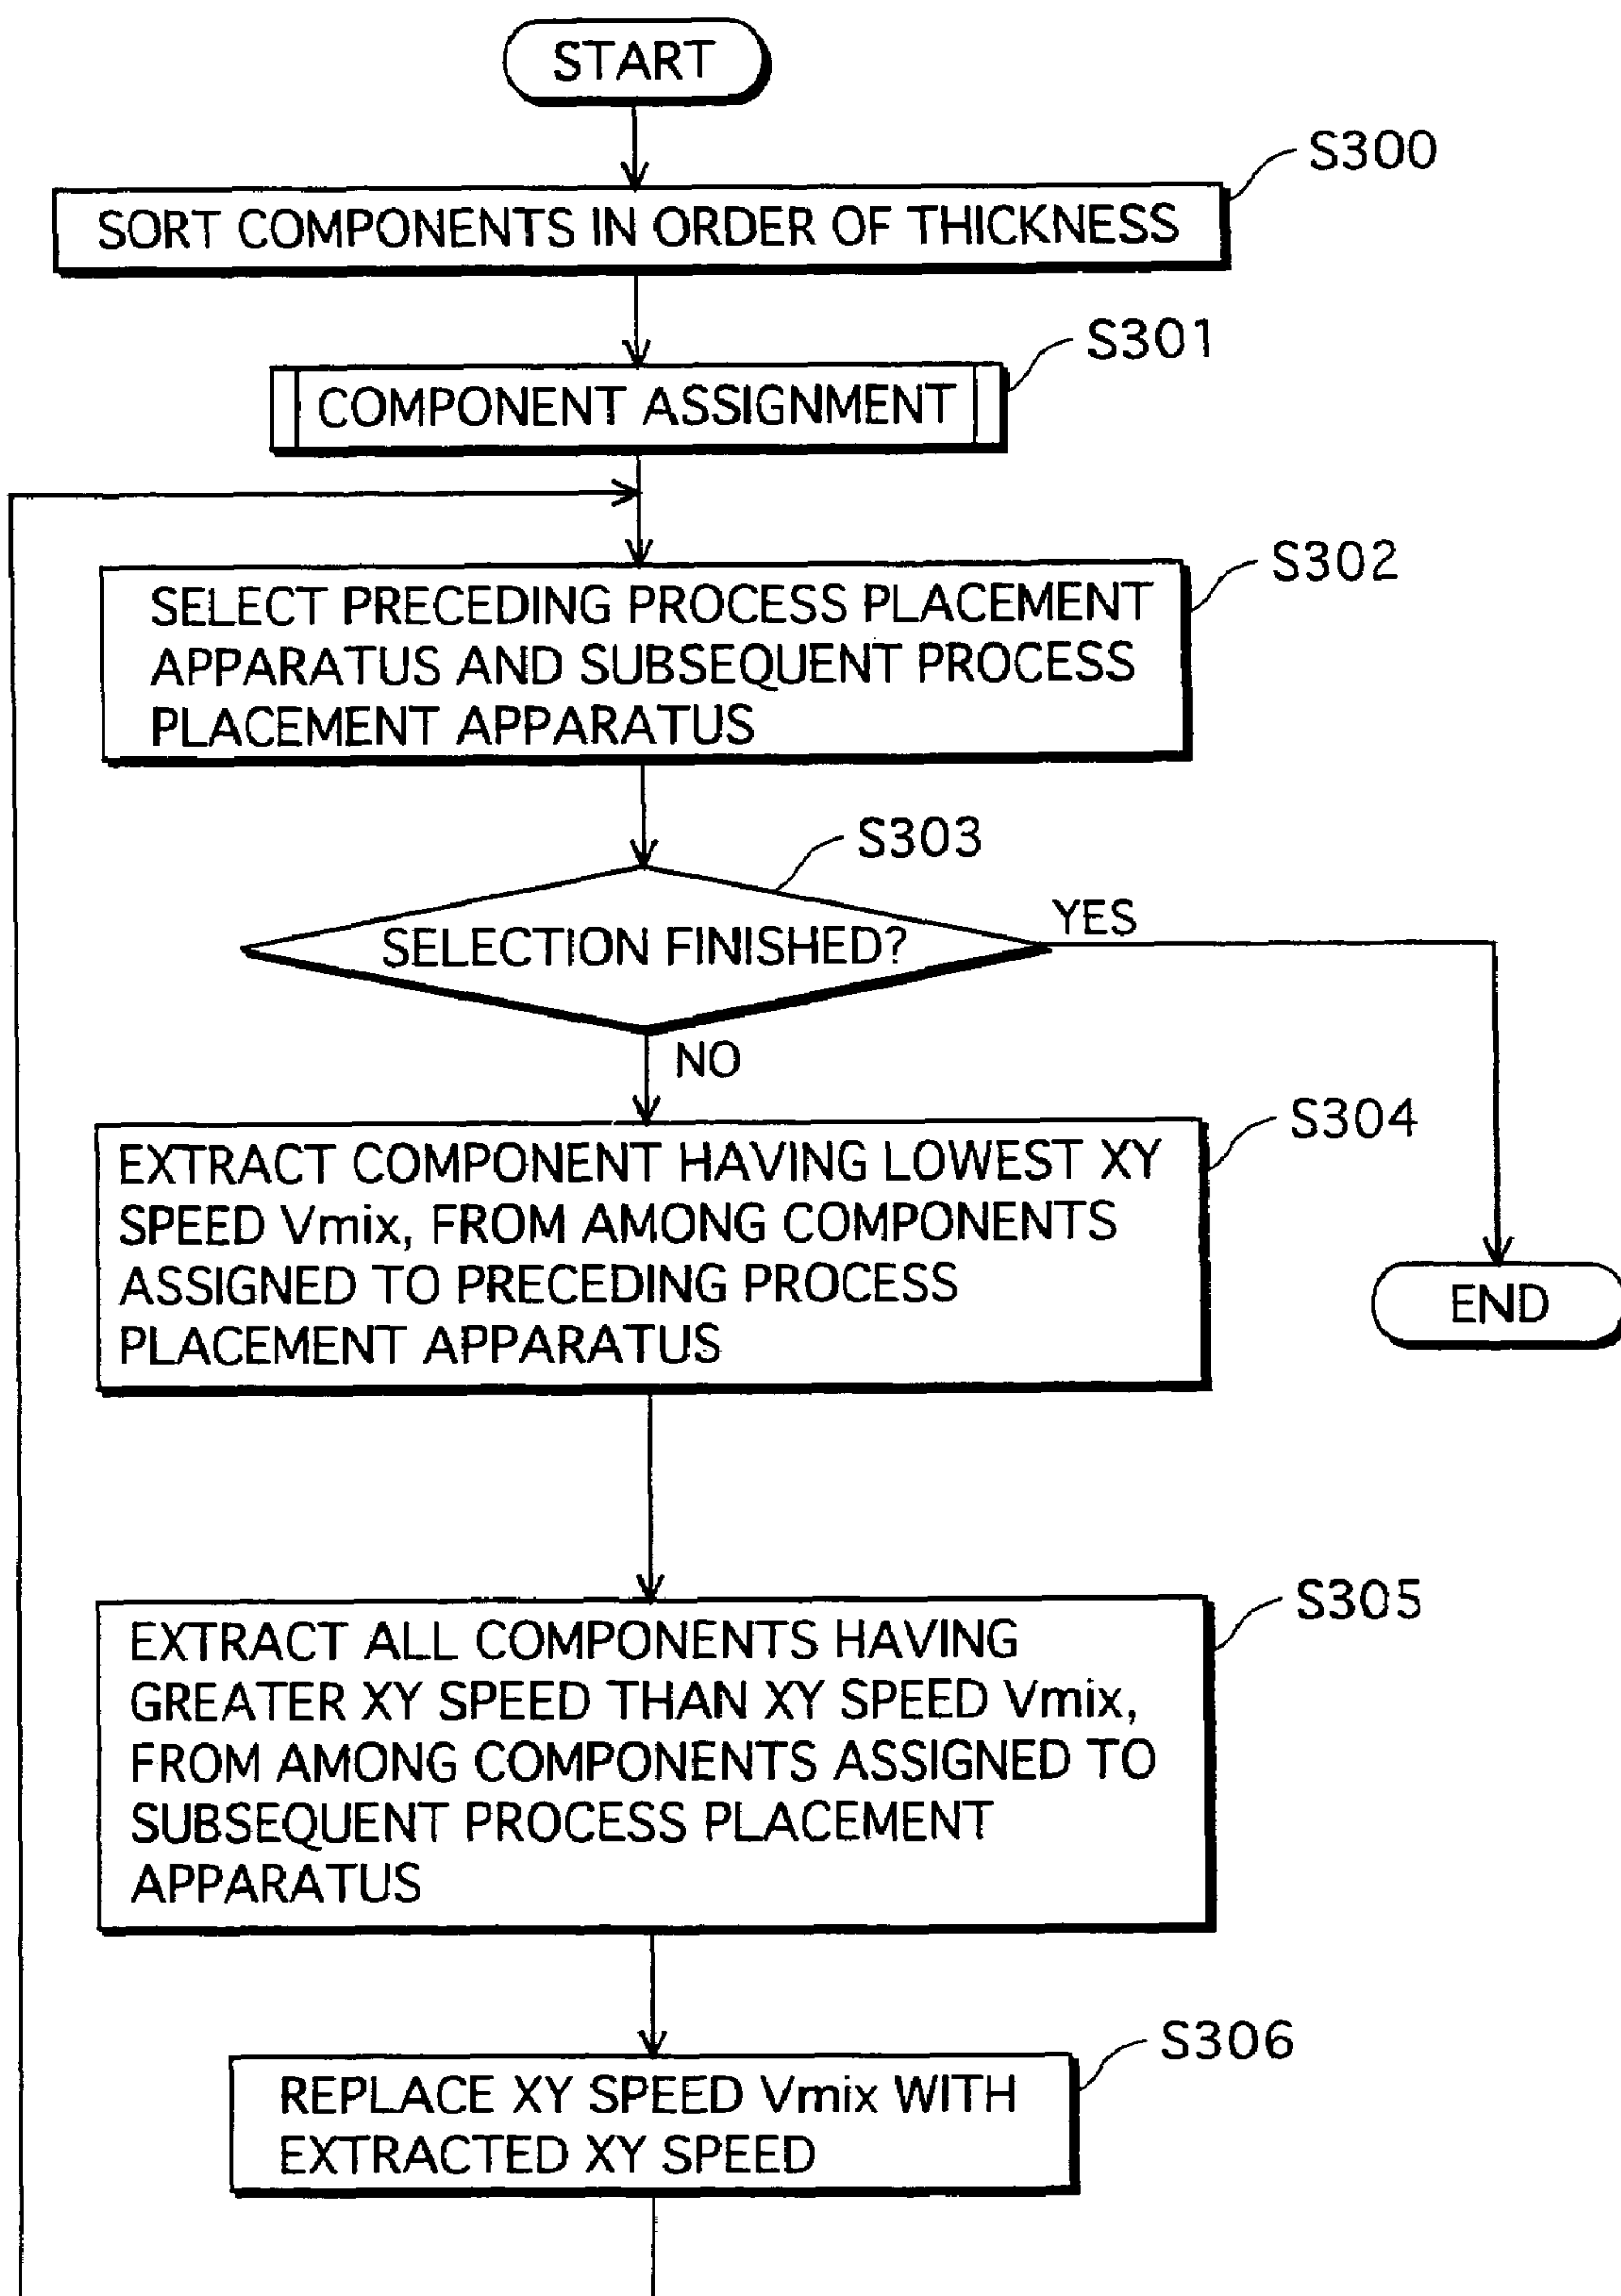 START
S300
SORT COMPONENTS IN ORDER OF THICKNESS
S301
COMPONENT ASSIGNMENT
S302
SELECT PRECEDING PROCESS PLACEMENT
APPARATUS AND SUBSEQUENT PROCESS
PLACEMENT APPARATUS
S303
SELECTION FINISHED?
YES
NO
S304
EXTRACT COMPONENT HAVING LOWEST XY
SPEED Vmix, FROM AMONG COMPONENTS
ASSIGNED TO PRECEDING PROCESS
PLACEMENT APPARATUS
END
S305
EXTRACT ALL COMPONENTS HAVING
GREATER XY SPEED THAN XY SPEED Vmix,
FROM AMONG COMPONENTS ASSIGNED TO
SUBSEQUENT PROCESS PLACEMENT
APPARATUS
S306
REPLACE XY SPEED Vmix WITH
EXTRACTED XY SPEED